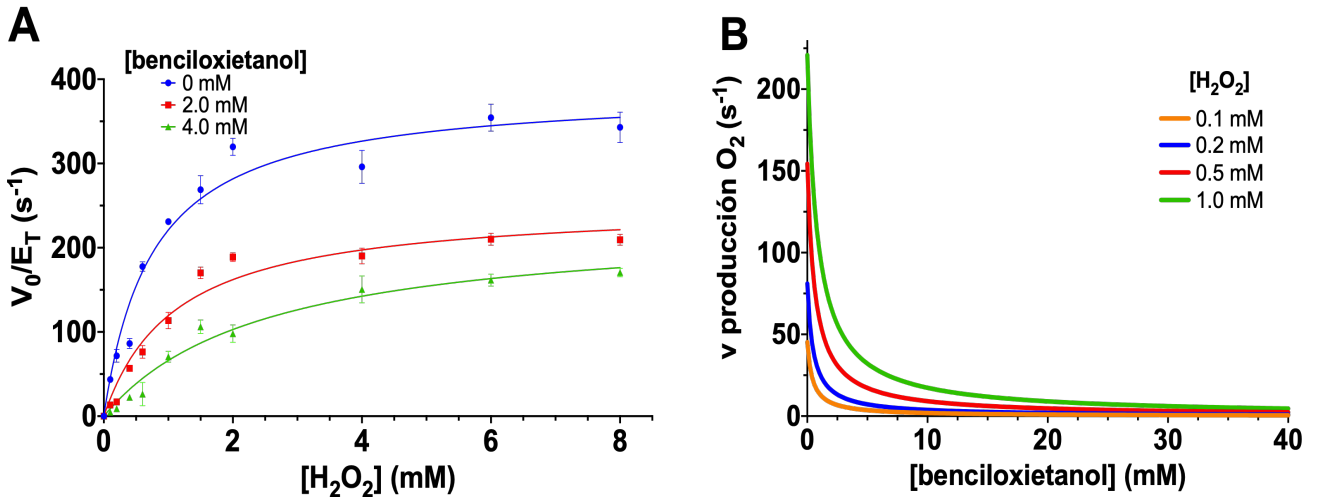 A
[benciloxietanol]
0 mM
2.0 mM
4.0 mM
400
300
200
100
0
V0/ET (s-1)
0 2 4 6 8
[H2O2] (mM)
B
[H2O2]
0.1 mM
0.2 mM
0.5 mM
1.0 mM
200
150
100
50
0
v producción O2 (s-1)
0 10 20 30 40
[benciloxietanol] (mM)